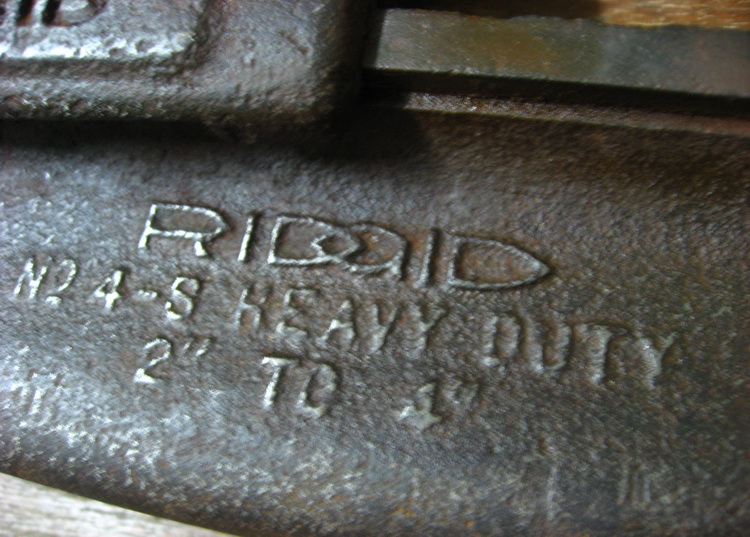 RIDGID
No 4-S HEAVY DUTY
2" TO 4"